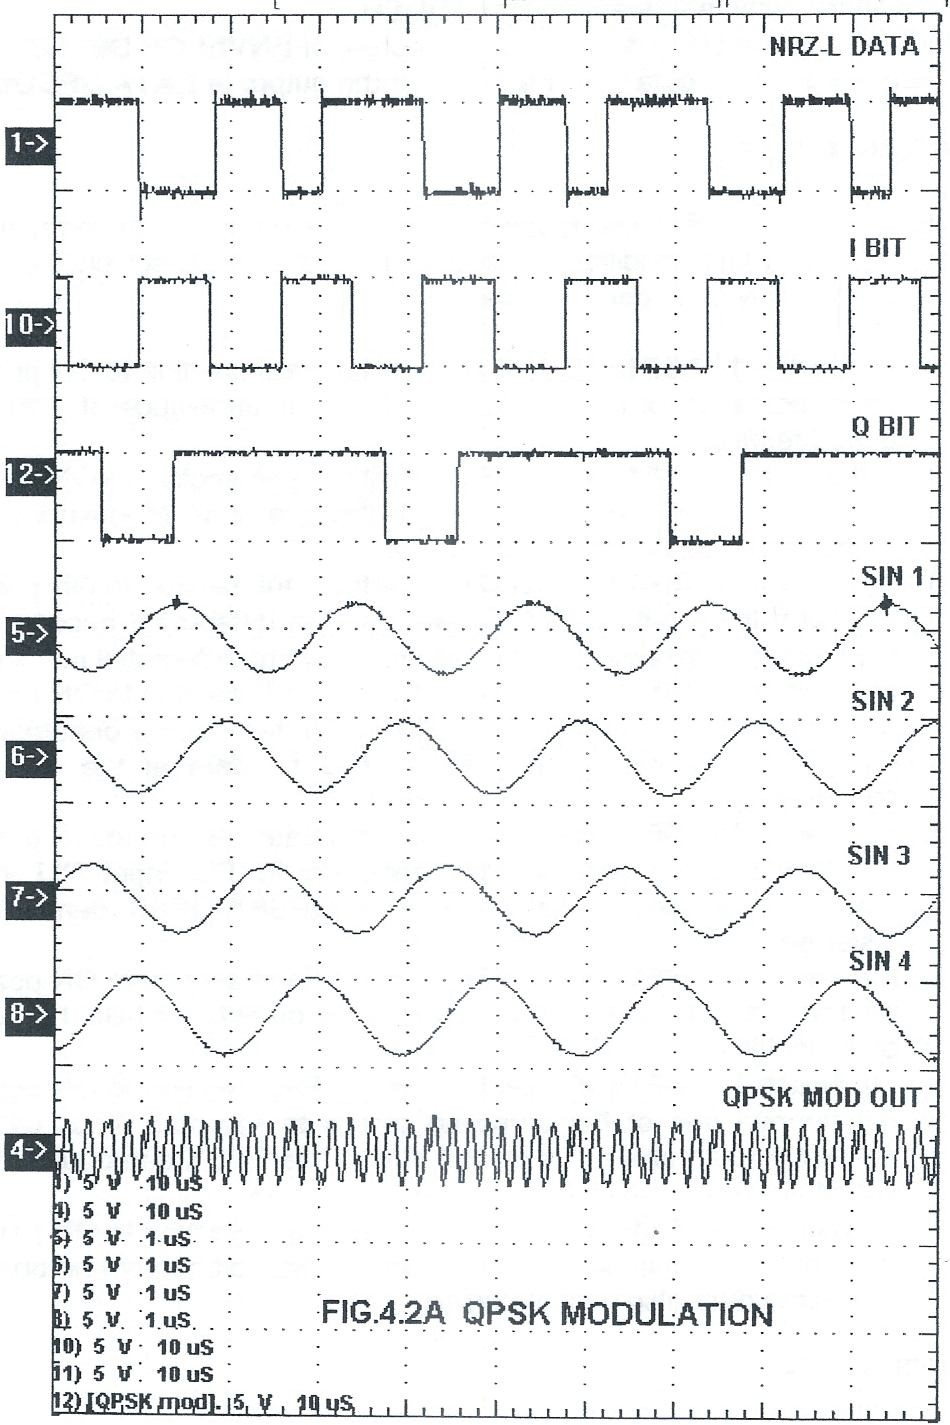 NRZ-L DATA
1->
I BIT
10->
Q BIT
12->
SIN 1
5->
SIN 2
6->
SIN 3
7->
SIN 4
8->
QPSK MOD OUT
4->
1) 5 V 10 uS
4) 5 V 10 uS
5) 5 V 1 uS
6) 5 V 1 uS
7) 5 V 1 uS
8) 5 V 1 uS
FIG.4.2A QPSK MODULATION
10) 5 V 10 uS
11) 5 V 10 uS
12) [QPSK mod]. 5 V 10 uS